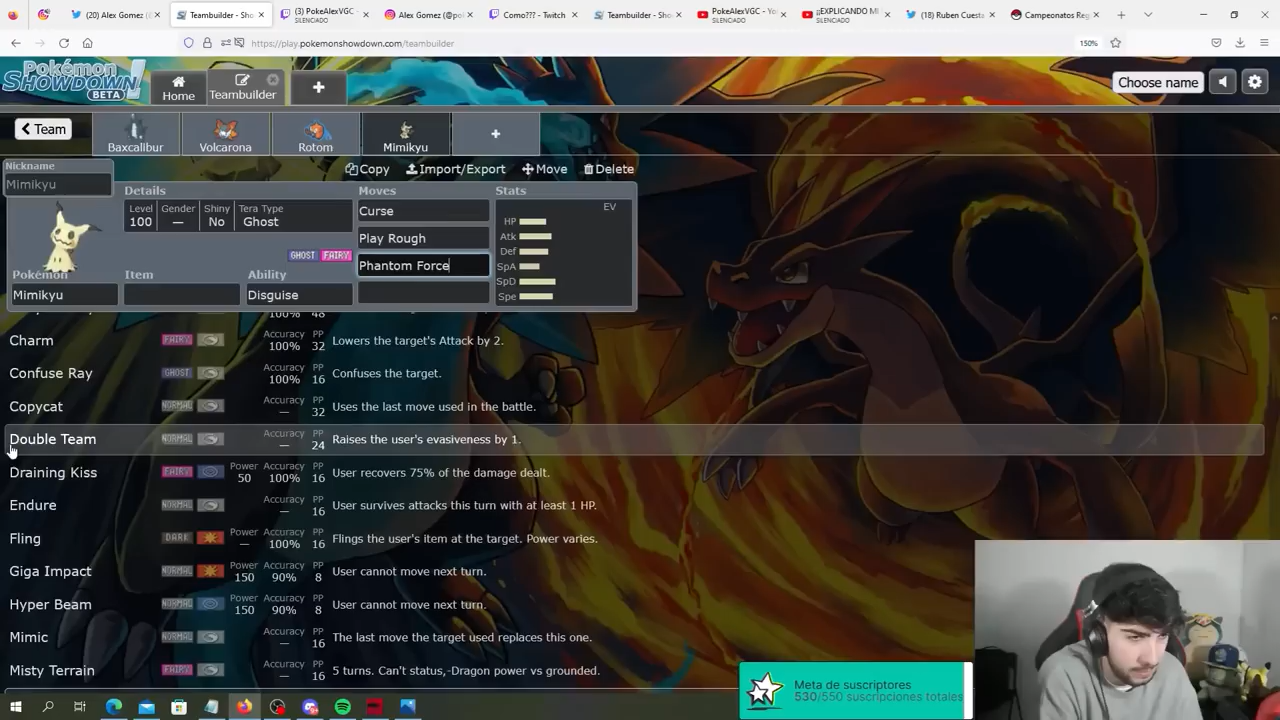 (20) Alex Gomez (@po
Teambuilder - Sho
(3) PokeAlexVGC -
SILENCIADO
Alex Gomez (@pok
Como??? - Twitch
Teambuilder - Sho
PokeAlexVGC - Yo
SILENCIADO
¡¡EXPLICANDO MI
SILENCIADO
(18) Ruben Cuesta
Campeonatos Reg
https://play.pokemonshowdown.com/teambuilder
150%
Pokémon
SHOWDOWN!
BETA
Home
Teambuilder
Choose name
Team
Baxcalibur
Volcarona
Rotom
Mimikyu
Copy
Import/Export
Move
Delete
Nickname
Mimikyu
Details
Moves
Stats
Level
100
Gender
—
Shiny
No
Tera Type
Ghost
GHOST
FAIRY
Curse
Play Rough
Phantom Force
EV
HP
Atk
Def
SpA
SpD
Spe
Pokémon
Mimikyu
Item
Ability
Disguise
100% 48
Charm FAIRY Accuracy 100% PP 32 Lowers the target's Attack by 2.
Confuse Ray GHOST Accuracy 100% PP 16 Confuses the target.
Copycat NORMAL Accuracy — PP 32 Uses the last move used in the battle.
Double Team NORMAL Accuracy — PP 24 Raises the user's evasiveness by 1.
Draining Kiss FAIRY Power 50 Accuracy 100% PP 16 User recovers 75% of the damage dealt.
Endure NORMAL Accuracy — PP 16 User survives attacks this turn with at least 1 HP.
Fling DARK Power — Accuracy 100% PP 16 Flings the user's item at the target. Power varies.
Giga Impact NORMAL Power 150 Accuracy 90% PP 8 User cannot move next turn.
Hyper Beam NORMAL Power 150 Accuracy 90% PP 8 User cannot move next turn.
Mimic NORMAL Accuracy — PP 16 The last move the target used replaces this one.
Misty Terrain FAIRY Accuracy — PP 16 5 turns. Can't status,-Dragon power vs grounded.
Meta de suscriptores
530/550 suscripciones totales